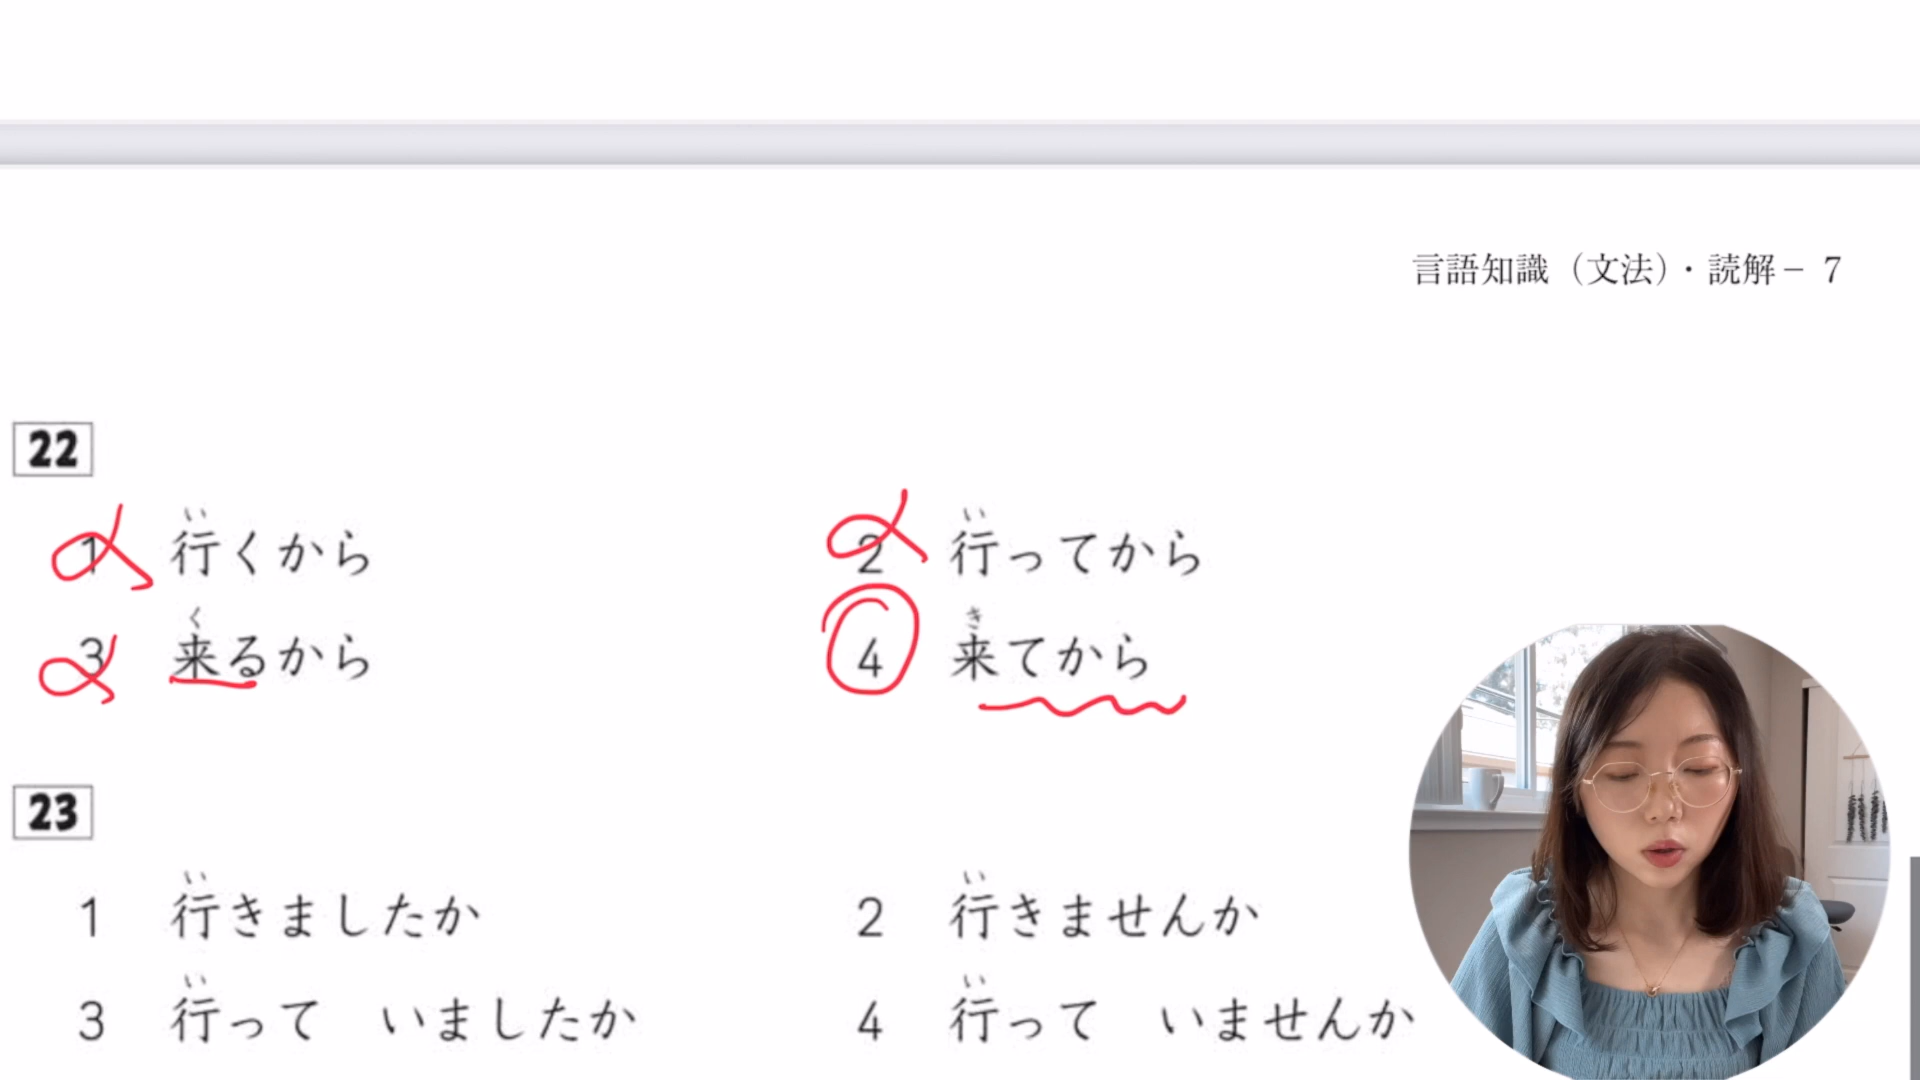 言語知識（文法）・読解－ 7
22
1 行くから 2 行ってから
3 来るから 4 来てから
23
1 行きましたか 2 行きませんか
3 行って いましたか 4 行って いませんか